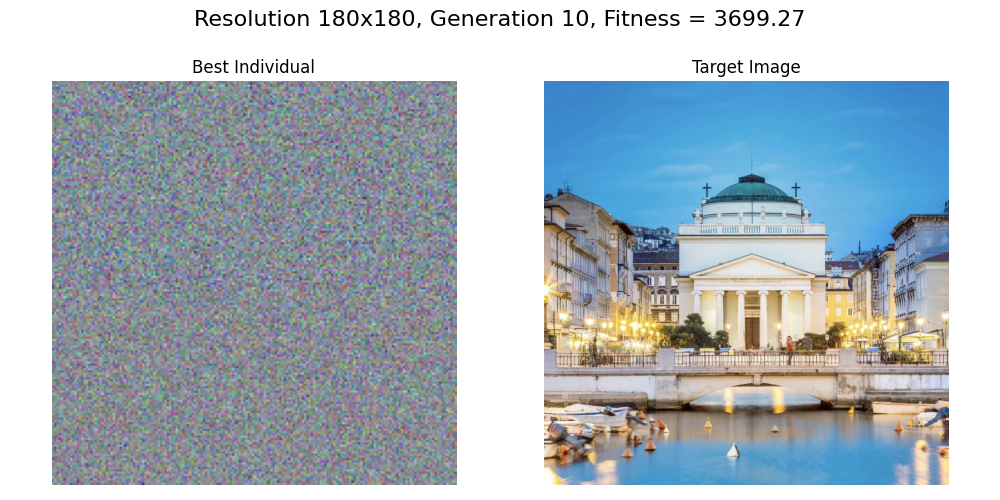 Resolution 180x180, Generation 10, Fitness = 3699.27
Best Individual
Target Image